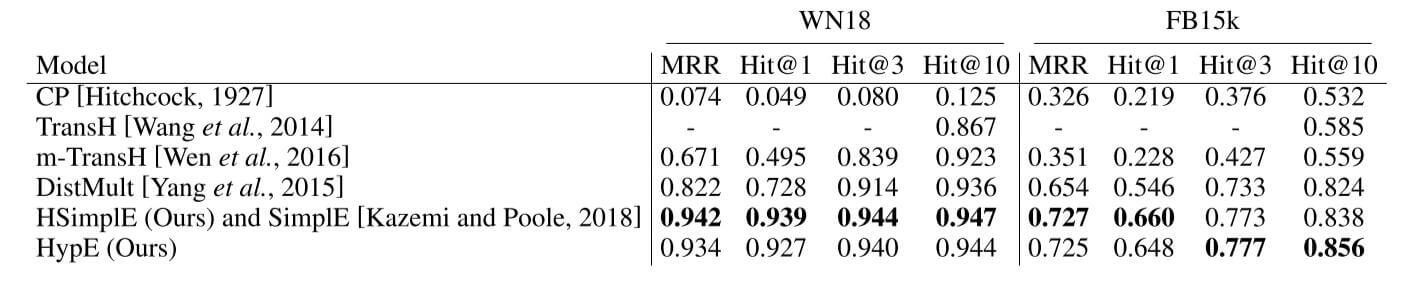 WN18 FB15k
Model MRR Hit@1 Hit@3 Hit@10 MRR Hit@1 Hit@3 Hit@10
CP [Hitchcock, 1927] 0.074 0.049 0.080 0.125 0.326 0.219 0.376 0.532
TransH [Wang et al., 2014] - - - 0.867 - - - 0.585
m-TransH [Wen et al., 2016] 0.671 0.495 0.839 0.923 0.351 0.228 0.427 0.559
DistMult [Yang et al., 2015] 0.822 0.728 0.914 0.936 0.654 0.546 0.733 0.824
HSimplE (Ours) and SimplE [Kazemi and Poole, 2018] 0.942 0.939 0.944 0.947 0.727 0.660 0.773 0.838
HypE (Ours) 0.934 0.927 0.940 0.944 0.725 0.648 0.777 0.856